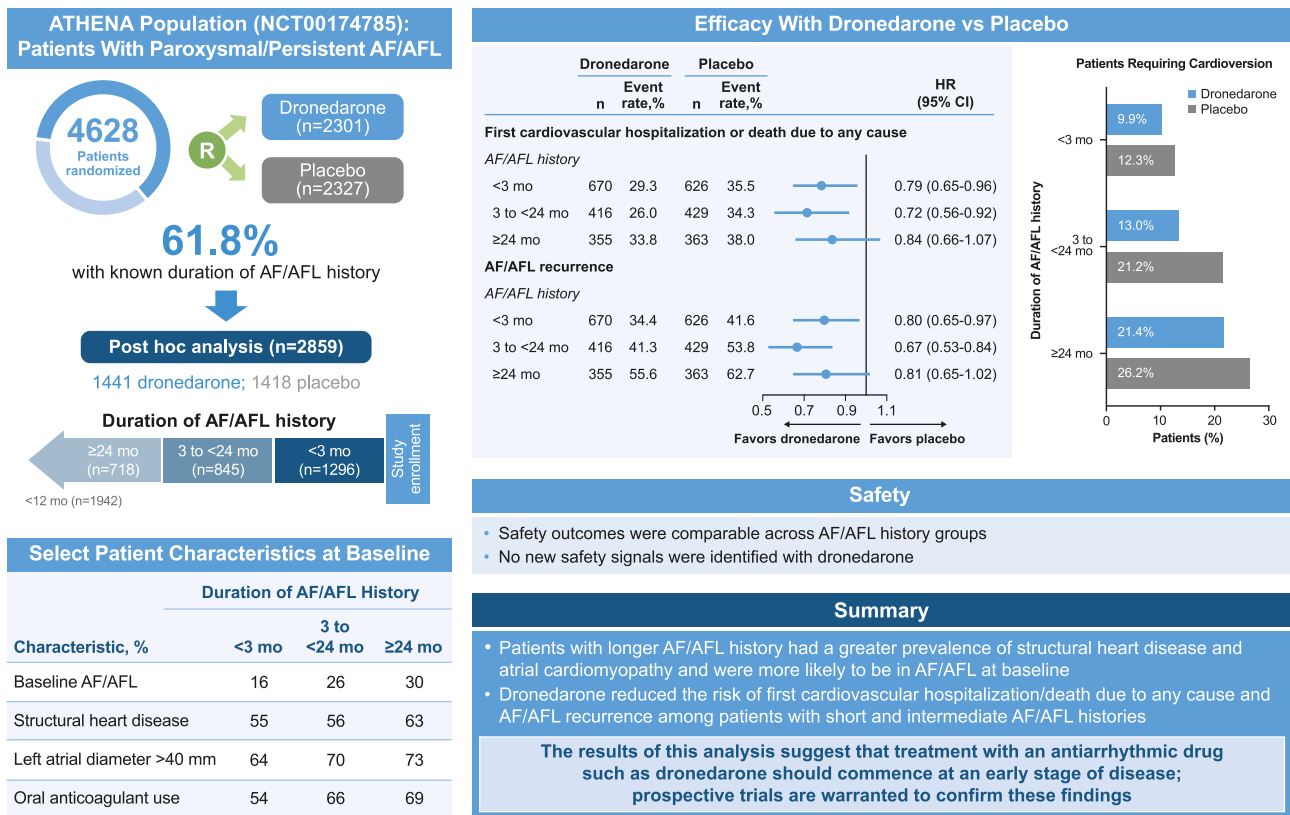 ATHENA Population (NCT00174785):
Patients With Paroxysmal/Persistent AF/AFL
4628
Patients
randomized
R
Dronedarone
(n=2301)
Placebo
(n=2327)
61.8%
with known duration of AF/AFL history
Post hoc analysis (n=2859)
1441 dronedarone; 1418 placebo
Duration of AF/AFL history
≥24 mo
(n=718)
3 to <24 mo
(n=845)
<3 mo
(n=1296)
Study
enrollment
<12 mo (n=1942)
Select Patient Characteristics at Baseline
Duration of AF/AFL History
Characteristic, % <3 mo 3 to <24 mo ≥24 mo
Baseline AF/AFL 16 26 30
Structural heart disease 55 56 63
Left atrial diameter >40 mm 64 70 73
Oral anticoagulant use 54 66 69
Efficacy With Dronedarone vs Placebo
Dronedarone Placebo
n Event rate,% n Event rate,% HR (95% CI)
First cardiovascular hospitalization or death due to any cause
AF/AFL history
<3 mo 670 29.3 626 35.5 0.79 (0.65-0.96)
3 to <24 mo 416 26.0 429 34.3 0.72 (0.56-0.92)
≥24 mo 355 33.8 363 38.0 0.84 (0.66-1.07)
AF/AFL recurrence
AF/AFL history
<3 mo 670 34.4 626 41.6 0.80 (0.65-0.97)
3 to <24 mo 416 41.3 429 53.8 0.67 (0.53-0.84)
≥24 mo 355 55.6 363 62.7 0.81 (0.65-1.02)
0.5 0.7 0.9 1.1
Favors dronedarone Favors placebo
Patients Requiring Cardioversion
Dronedarone
Placebo
Duration of AF/AFL history
<3 mo
9.9%
12.3%
3 to
<24 mo
13.0%
21.2%
≥24 mo
21.4%
26.2%
0 10 20 30
Patients (%)
Safety
• Safety outcomes were comparable across AF/AFL history groups
• No new safety signals were identified with dronedarone
Summary
• Patients with longer AF/AFL history had a greater prevalence of structural heart disease and
atrial cardiomyopathy and were more likely to be in AF/AFL at baseline
• Dronedarone reduced the risk of first cardiovascular hospitalization/death due to any cause and
AF/AFL recurrence among patients with short and intermediate AF/AFL histories
The results of this analysis suggest that treatment with an antiarrhythmic drug
such as dronedarone should commence at an early stage of disease;
prospective trials are warranted to confirm these findings